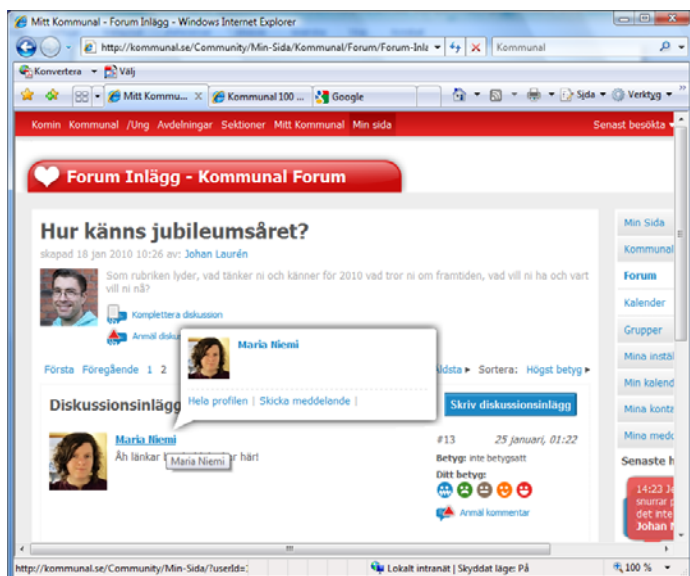 Mitt Kommunal - Forum Inlägg - Windows Internet Explorer
http://kommunal.se/Community/Min-Sida/Kommunal/Forum/Forum-Inlä
Kommunal
Konvertera Välj
Mitt Kommu... X Kommunal 100 ... Google Sida Verktyg »
Komin Kommunal /Ung Avdelningar Sektioner Mitt Kommunal Min sida Senast besökta
Forum Inlägg - Kommunal Forum
Hur känns jubileumsåret?
skapad 18 jan 2010 10:26 av: Johan Laurén
Som rubriken lyder, vad tänker ni och känner för 2010 vad tror ni om framtiden, vad vill ni ha och vart
vill ni nå?
Komplettera diskussion
Anmäl disku
Maria Niemi
Hela profilen | Skicka meddelande |
Första Föregående 1 2 Sortera: Högst betyg
Diskussionsinlägg
Skriv diskussionsinlägg
Maria Niemi
Åh länkar här!
Maria Niemi
#13 25 januari, 01:22
Betyg: inte betygsatt
Ditt betyg:
Anmäl kommentar
Min Sida
Kommunal
Forum
Kalender
Grupper
Mina instäl
Min kalend
Mina konta
Mina medd
Senaste h
14:23 Jo
snurrar p
det inte
Johan
http://kommunal.se/Community/Min-Sida/?userId=
Lokalt intranät | Skyddat läge: På
100 %